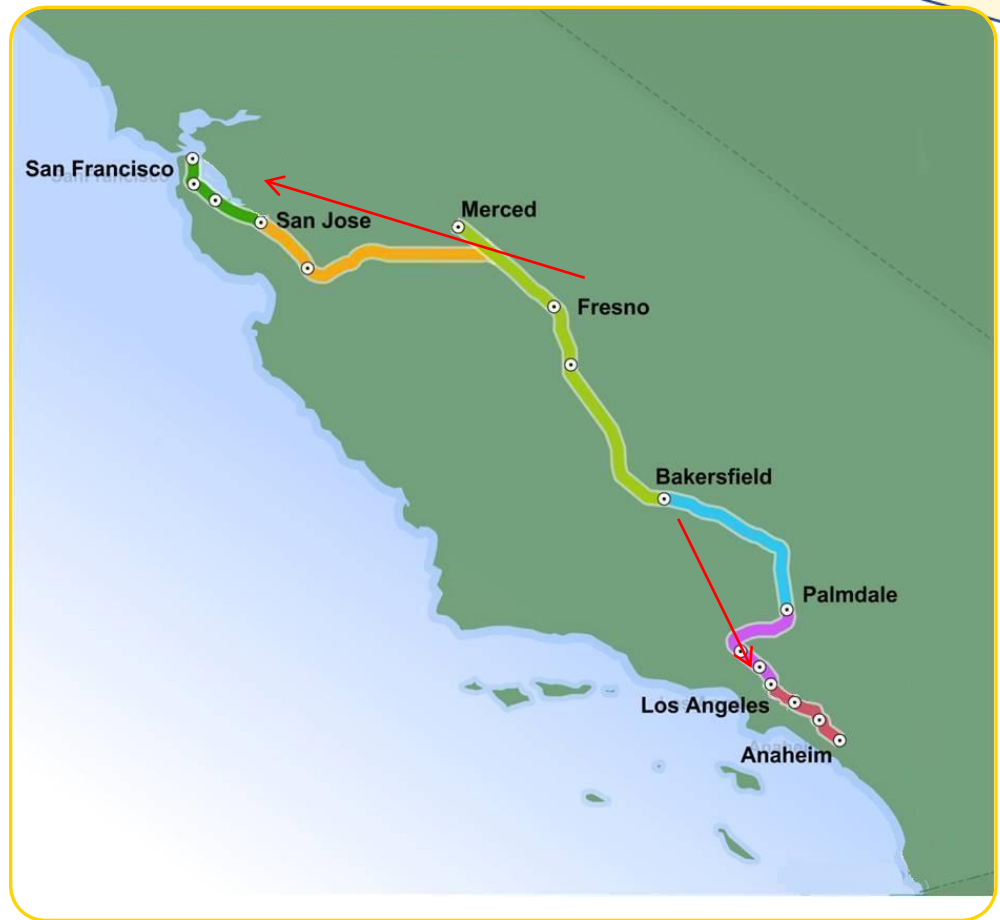 San Francisco
San Jose
Merced
Fresno
Bakersfield
Palmdale
Los Angeles
Anaheim